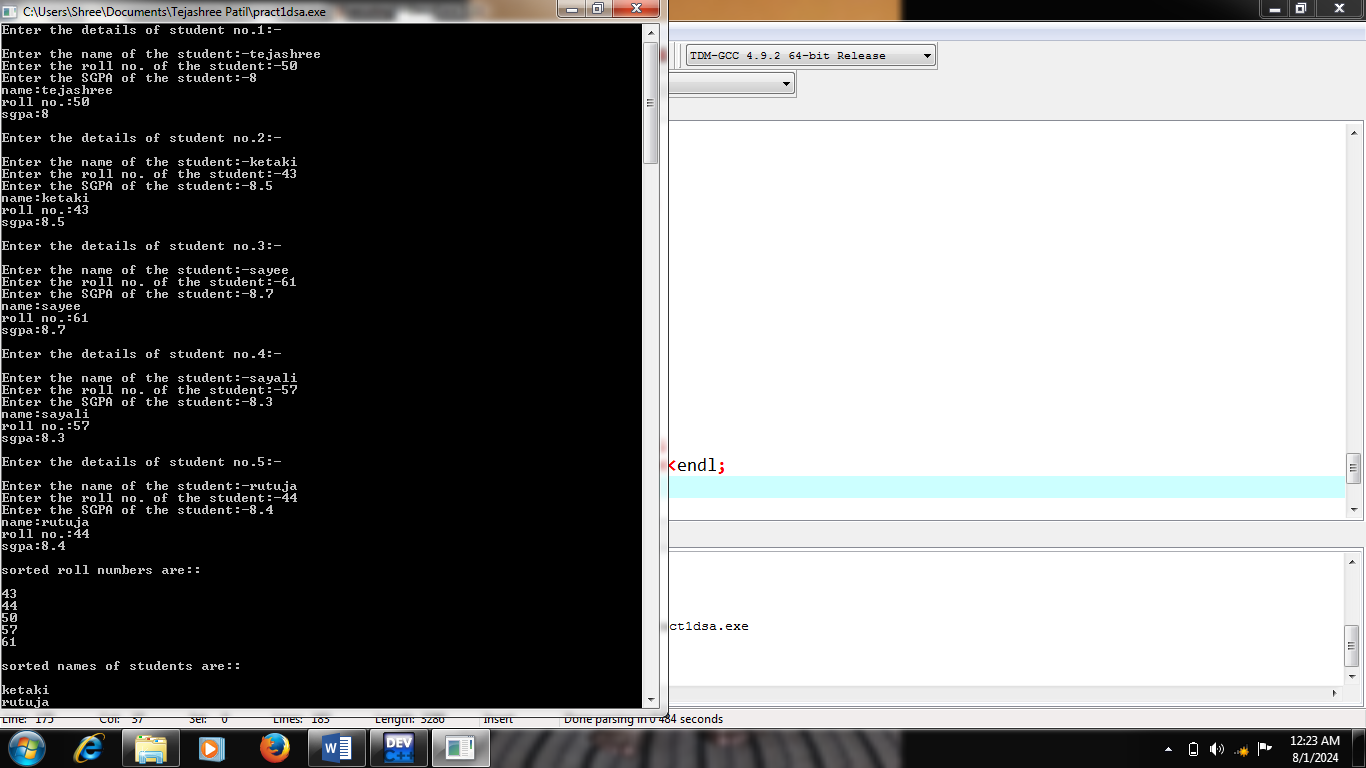 C:\Users\Shree\Documents\Tejashree Patil\pract1dsa.exe
Enter the details of student no.1:-
Enter the name of the student:-tejashree
Enter the roll no. of the student:-50
Enter the SGPA of the student:-8
name:tejashree
roll no.:50
sgpa:8
Enter the details of student no.2:-
Enter the name of the student:-ketaki
Enter the roll no. of the student:-43
Enter the SGPA of the student:-8.5
name:ketaki
roll no.:43
sgpa:8.5
Enter the details of student no.3:-
Enter the name of the student:-sayee
Enter the roll no. of the student:-61
Enter the SGPA of the student:-8.7
name:sayee
roll no.:61
sgpa:8.7
Enter the details of student no.4:-
Enter the name of the student:-sayali
Enter the roll no. of the student:-57
Enter the SGPA of the student:-8.3
name:sayali
roll no.:57
sgpa:8.3
Enter the details of student no.5:-
Enter the name of the student:-rutuja
Enter the roll no. of the student:-44
Enter the SGPA of the student:-8.4
name:rutuja
roll no.:44
sgpa:8.4
sorted roll numbers are::
43
44
50
57
61
sorted names of students are::
ketaki
rutuja
TDM-GCC 4.9.2 64-bit Release
<endl;
ct1dsa.exe
Line: 175 Col: 37 Sel: 0 Lines: 185 Length: 3286 Insert Done parsing in 0 484 seconds
DEV
C++
12:23 AM
8/1/2024